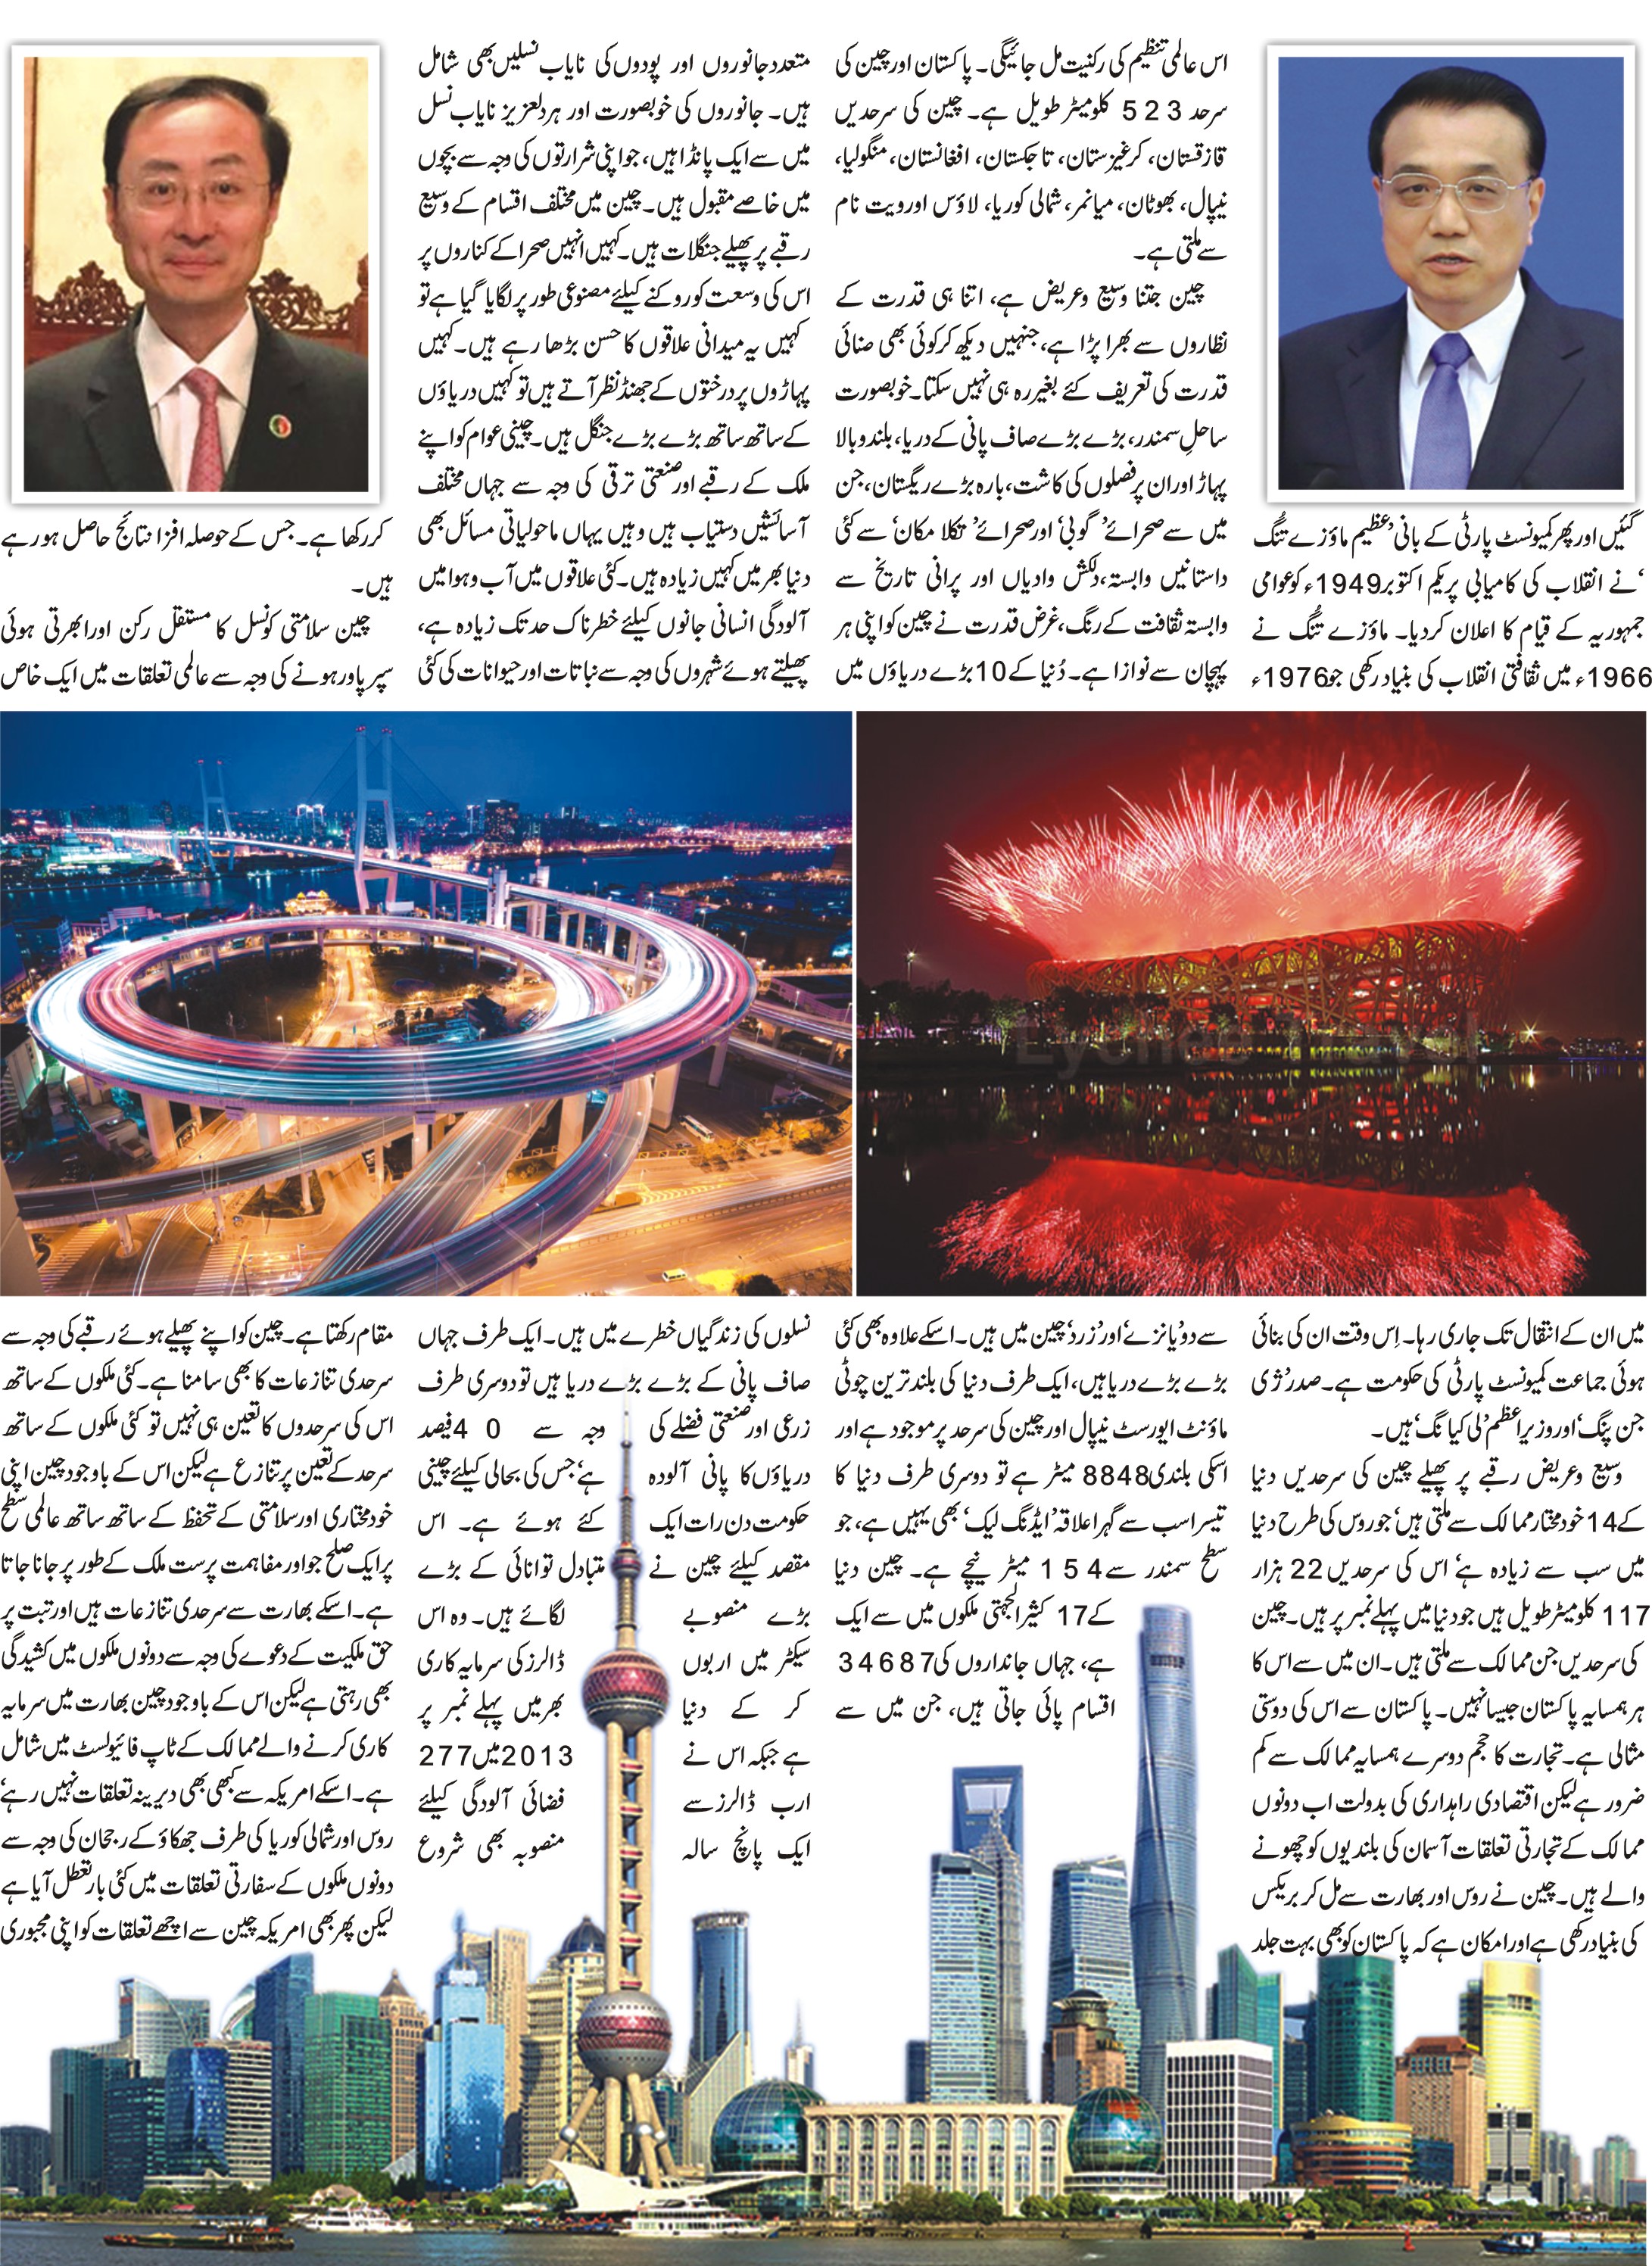 گئیں اور پھر کمیونسٹ پارٹی کے بانی ’عظیم ماؤزے تُنگ
‘ نے انقلاب کی کامیابی پر یکم اکتوبر 1949ء کو عوامی
جمہوریہ کے قیام کا اعلان کردیا۔ ماؤزے تُنگ نے
1966ء میں ثقافتی انقلاب کی بنیاد رکھی جو 1976ء
میں ان کے انتقال تک جاری رہا۔ اِس وقت ان کی بنائی
ہوئی جماعت کمیونسٹ پارٹی کی حکومت ہے۔ صدر ’ژی
جن پنگ‘ اور وزیراعظم ’لی کیا نگ‘ ہیں۔
وسیع و عریض رقبے پر پھیلے چین کی سرحدیں دنیا
کے 14 خودمختار ممالک سے ملتی ہیں‘ جو روس کی طرح دنیا
میں سب سے زیادہ ہے‘ اس کی سرحدیں 22 ہزار
117 کلومیٹر طویل ہیں جو دنیا میں پہلے نمبر پر ہیں۔ چین
کی سرحدیں جن ممالک سے ملتی ہیں۔ ان میں سے اس کا
ہر ہمسایہ پاکستان جیسا نہیں۔ پاکستان سے اس کی دوستی
مثالی ہے۔ تجارت کا حجم دوسرے ہمسایہ ممالک سے کم
ضرور ہے لیکن اقتصادی راہداری کی بدولت اب دونوں
ممالک کے تجارتی تعلقات آسمان کی بلندیوں کو چھونے
والے ہیں۔ چین نے روس اور بھارت سے مل کر بریکس
کی بنیاد رکھی ہے اور امکان ہے کہ پاکستان کو بھی بہت جلد
اس عالمی تنظیم کی رکنیت مل جائیگی۔ پاکستان اور چین کی
سرحد 523 کلومیٹر طویل ہے۔ چین کی سرحدیں
قازقستان، کرغیزستان، تاجکستان، افغانستان، منگولیا،
نیپال، بھوٹان، میانمر، شمالی کوریا، لاؤس اور ویت نام
سے ملتی ہے۔
چین جتنا وسیع و عریض ہے، اتنا ہی قدرت کے
نظاروں سے بھرا پڑا ہے، جنہیں دیکھ کر کوئی بھی صنائی
قدرت کی تعریف کئے بغیر رہ ہی نہیں سکتا۔ خوبصورت
ساحلِ سمندر، بڑے بڑے صاف پانی کے دریا، بلند و بالا
پہاڑ اور ان پر فصلوں کی کاشت، بارہ بڑے ریگستان، جن
میں سے صحرائے ’گوبی‘ اور صحرائے ’تکلا مکان‘ سے کئی
داستانیں وابستہ، دلکش وادیاں اور پرانی تاریخ سے
وابستہ ثقافت کے رنگ، غرض قدرت نے چین کو اپنی ہر
پہچان سے نوازا ہے۔ دُنیا کے 10 بڑے دریاؤں میں
سے دو ’یانزے‘ اور ’زرد‘ چین میں ہیں۔ اسکے علاوہ بھی کئی
بڑے بڑے دریا ہیں، ایک طرف دنیا کی بلند ترین چوٹی
ماؤنٹ ایورسٹ نیپال اور چین کی سرحد پر موجود ہے اور
اسکی بلندی 8848 میٹر ہے تو دوسری طرف دنیا کا
تیسرا سب سے گہرا علاقہ ’ایڈنگ لیک‘ بھی یہیں ہے، جو
سطح سمندر سے 154 میٹر نیچے ہے۔ چین دنیا
کے 17 کثیرالجہتی ملکوں میں سے ایک
ہے، جہاں جانداروں کی 34687
اقسام پائی جاتی ہیں، جن میں سے
متعدد جانوروں اور پودوں کی نایاب نسلیں بھی شامل
ہیں۔ جانوروں کی خوبصورت اور ہردلعزیز نایاب نسل
میں سے ایک پانڈا ہیں، جو اپنی شرارتوں کی وجہ سے بچوں
میں خاصے مقبول ہیں۔ چین میں مختلف اقسام کے وسیع
رقبے پر پھیلے جنگلات ہیں۔ کہیں انہیں صحرا کے کناروں پر
اس کی وسعت کو روکنے کیلئے مصنوعی طور پر لگایا گیا ہے تو
کہیں یہ میدانی علاقوں کا حسن بڑھا رہے ہیں۔ کہیں
پہاڑوں پر درختوں کے جھنڈ نظر آتے ہیں تو کہیں دریاؤں
کے ساتھ ساتھ بڑے بڑے جنگل ہیں۔ چینی عوام کو اپنے
ملک کے رقبے اور صنعتی ترقی کی وجہ سے جہاں مختلف
آسائشیں دستیاب ہیں وہیں یہاں ماحولیاتی مسائل بھی
دنیا بھر میں کہیں زیادہ ہیں۔ کئی علاقوں میں آب و ہوا میں
آلودگی انسانی جانوں کیلئے خطرناک حد تک زیادہ ہے،
پھیلتے ہوئے شہروں کی وجہ سے نباتات اور حیوانات کی کئی
نسلوں کی زندگیاں خطرے میں ہیں۔ ایک طرف جہاں
صاف پانی کے بڑے بڑے دریا ہیں تو دوسری طرف
زرعی اور صنعتی فضلے کی وجہ سے 40 فیصد
دریاؤں کا پانی آلودہ ہے‘ جس کی بحالی کیلئے چینی
حکومت دن رات ایک کئے ہوئے ہے۔ اس
مقصد کیلئے چین نے متبادل توانائی کے بڑے
بڑے منصوبے لگائے ہیں۔ وہ اس
سیکٹر میں اربوں ڈالرز کی سرمایہ کاری
کر کے دنیا بھر میں پہلے نمبر پر
ہے جبکہ اس نے 2013 میں 277
ارب ڈالرز سے فضائی آلودگی کیلئے
ایک پانچ سالہ منصوبہ بھی شروع
کر رکھا ہے۔ جس کے حوصلہ افزا نتائج حاصل ہو رہے
ہیں۔
چین سلامتی کونسل کا مستقل رکن اور ابھرتی ہوئی
سپر پاور ہونے کی وجہ سے عالمی تعلقات میں ایک خاص
مقام رکھتا ہے۔ چین کو اپنے پھیلے ہوئے رقبے کی وجہ سے
سرحدی تنازعات کا بھی سامنا ہے۔ کئی ملکوں کے ساتھ
اس کی سرحدوں کا تعین ہی نہیں تو کئی ملکوں کے ساتھ
سرحد کے تعین پر تنازع ہے لیکن اس کے باوجود چین اپنی
خودمختاری اور سلامتی کے تحفظ کے ساتھ ساتھ عالمی سطح
پر ایک صلح جو اور مفاہمت پرست ملک کے طور پر جانا جاتا
ہے۔ اسکے بھارت سے سرحدی تنازعات ہیں اور تبت پر
حق ملکیت کے دعوے کی وجہ سے دونوں ملکوں میں کشیدگی
بھی رہتی ہے لیکن اس کے باوجود چین بھارت میں سرمایہ
کاری کرنے والے ممالک کے ٹاپ فائیو لسٹ میں شامل
ہے۔ اسکے امریکہ سے کبھی بھی دیرینہ تعلقات نہیں رہے‘
روس اور شمالی کوریا کی طرف جھکاؤ کے رجحان کی وجہ سے
دونوں ملکوں کے سفارتی تعلقات میں کئی بار تعطل آیا ہے
لیکن پھر بھی امریکہ چین سے اچھے تعلقات کو اپنی مجبوری